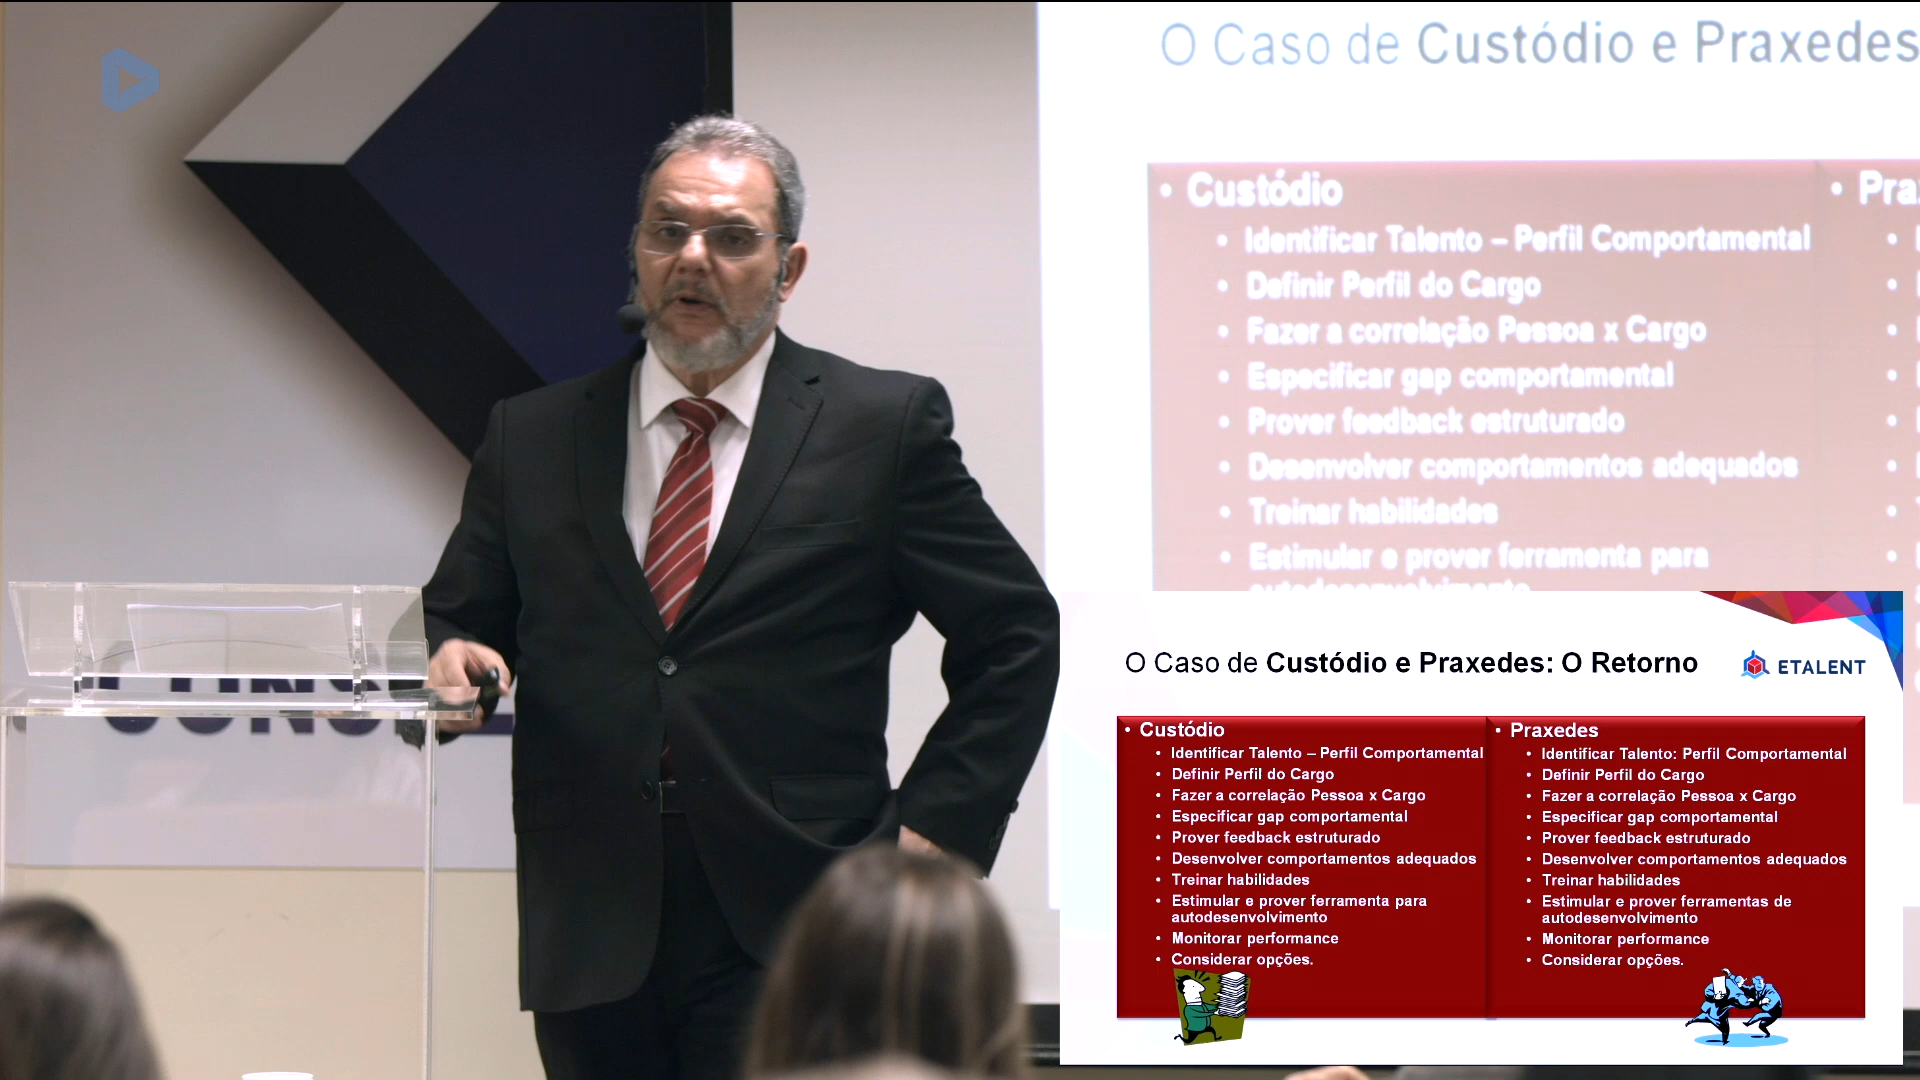 O Caso de Custódio e Praxedes
• Custódio
• Identificar Talento – Perfil Comportamental
• Definir Perfil do Cargo
• Fazer a correlação Pessoa x Cargo
• Especificar gap comportamental
• Prover feedback estruturado
• Desenvolver comportamentos adequados
• Treinar habilidades
• Estimular e prover ferramenta para
autodesenvolvimento
• Pra
O Caso de Custódio e Praxedes: O Retorno
ETALENT
• Custódio
• Identificar Talento – Perfil Comportamental
• Definir Perfil do Cargo
• Fazer a correlação Pessoa x Cargo
• Especificar gap comportamental
• Prover feedback estruturado
• Desenvolver comportamentos adequados
• Treinar habilidades
• Estimular e prover ferramenta para
autodesenvolvimento
• Monitorar performance
• Considerar opções.
• Praxedes
• Identificar Talento: Perfil Comportamental
• Definir Perfil do Cargo
• Fazer a correlação Pessoa x Cargo
• Especificar gap comportamental
• Prover feedback estruturado
• Desenvolver comportamentos adequados
• Treinar habilidades
• Estimular e prover ferramentas de
autodesenvolvimento
• Monitorar performance
• Considerar opções.